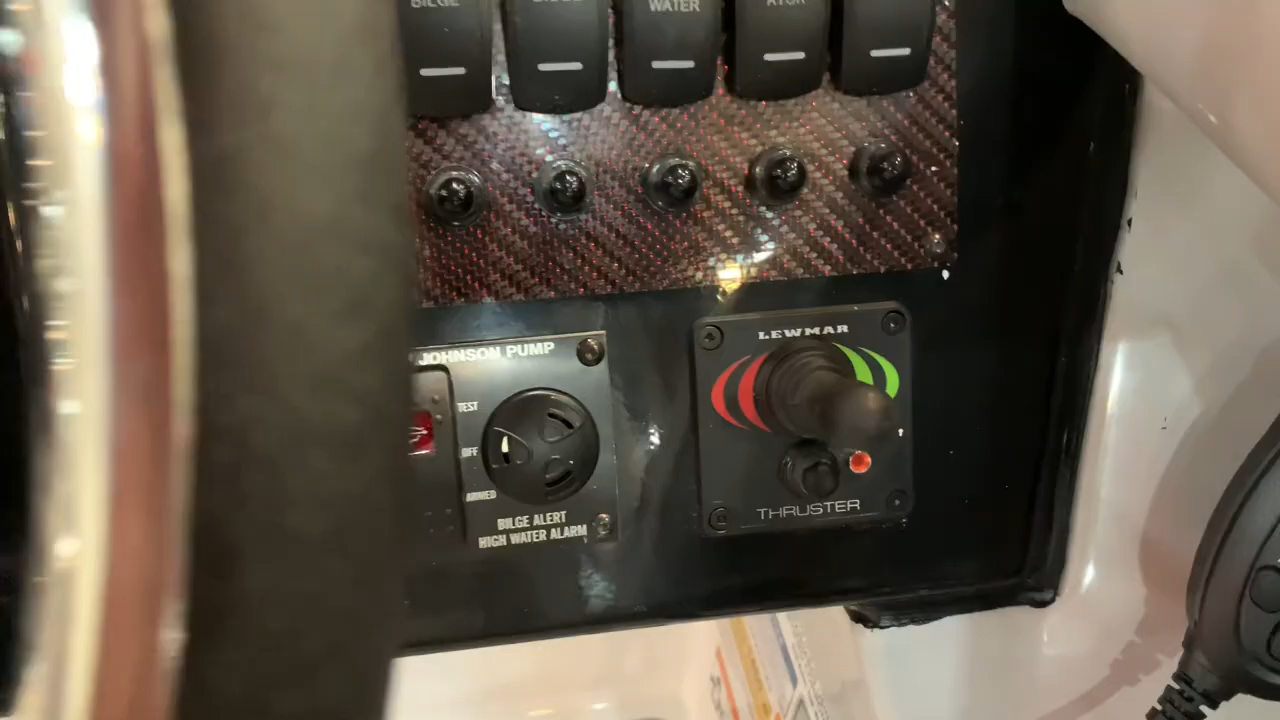 BILGE
WATER
LEWMAR
JOHNSON PUMP
TEST
OFF
ARMED
BILGE ALERT
HIGH WATER ALARM
THRUSTER